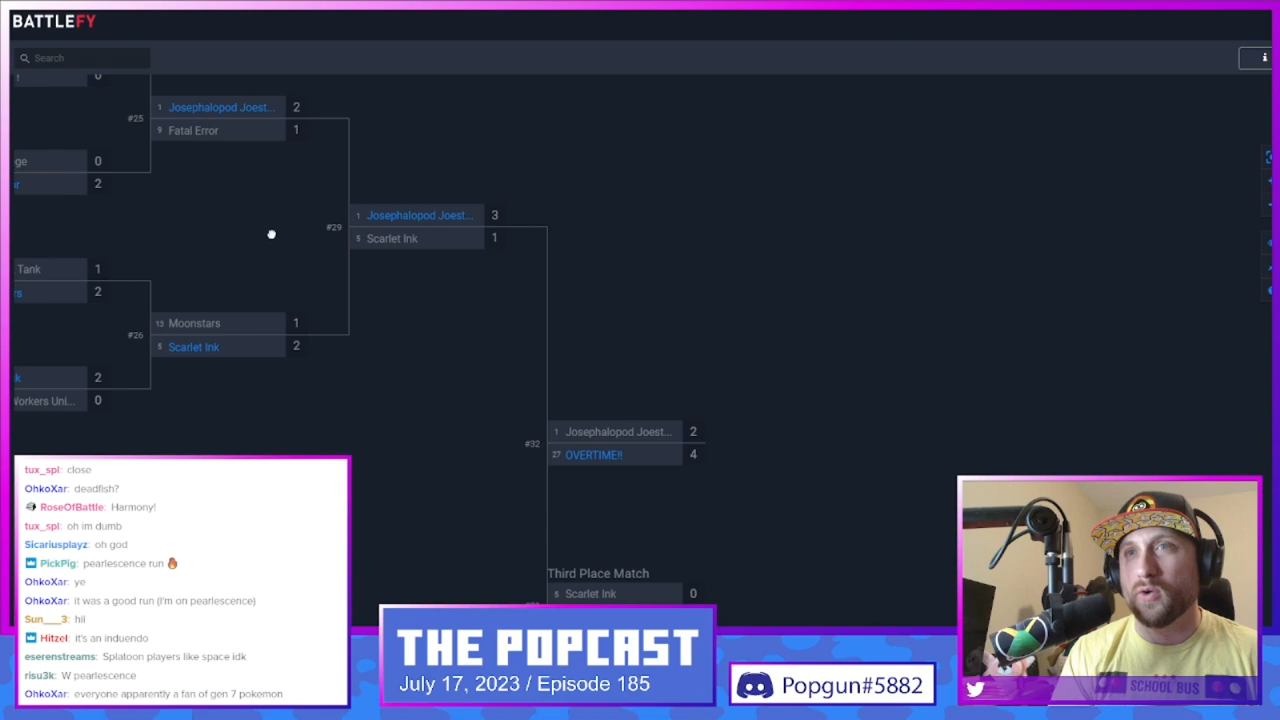 BATTLEFY
Search
i
! 0
#25
1 Josephalopod Joest... 2
9 Fatal Error 1
ge 0
r 2
#29
1 Josephalopod Joest... 3
5 Scarlet Ink 1
Tank 1
s 2
#26
13 Moonstars 1
5 Scarlet Ink 2
k 2
Workers Uni... 0
#32
1 Josephalopod Joest... 2
27 OVERTIME!! 4
Third Place Match
5 Scarlet Ink 0
tux_spl: close
OhkoXar: deadfish?
RoseOfBattle: Harmony!
tux_spl: oh im dumb
Sicariusplayz: oh god
PickPig: pearlescence run 🔥
OhkoXar: ye
OhkoXar: it was a good run (I'm on pearlescence)
Sun___3: hii
Hitzel: it's an induendo
eserenstreams: Splatoon players like space idk
risu3k: W pearlescence
OhkoXar: everyone apparently a fan of gen 7 pokemon
THE POPCAST
July 17, 2023 / Episode 185
Popgun#5882
SCHOOL BUS